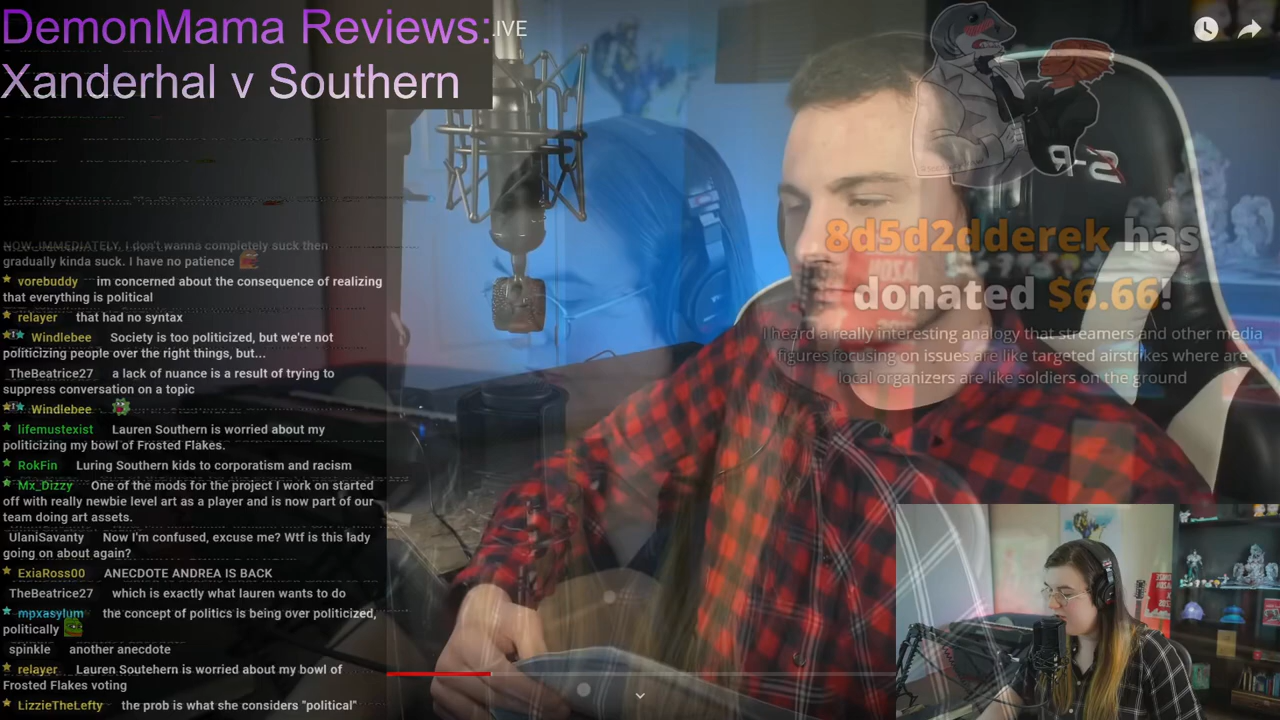 DemonMama Reviews:
Xanderhal v Southern
LIVE
8d5d2dderek has
donated $6.66!
I heard a really interesting analogy that streamers and other media
figures focusing on issues are like targeted airstrikes where are
local organizers are like soldiers on the ground
NOW, IMMEDIATELY, I don't wanna completely suck then
gradually kinda suck. I have no patience
vorebuddy im concerned about the consequence of realizing
that everything is political
relayer that had no syntax
Windlebee Society is too politicized, but we're not
politicizing people over the right things, but...
TheBeatrice27 a lack of nuance is a result of trying to
suppress conversation on a topic
Windlebee
lifemustexist Lauren Southern is worried about my
politicizing my bowl of Frosted Flakes.
RokFin Luring Southern kids to corporatism and racism
Mx_Dizzy One of the mods for the project I work on started
off with really newbie level art as a player and is now part of our
team doing art assets.
UlaniSavanty Now I'm confused, excuse me? Wtf is this lady
going on about again?
ExiaRoss00 ANECDOTE ANDREA IS BACK
TheBeatrice27 which is exactly what lauren wants to do
mpxasylum the concept of politics is being over politicized,
politically
spinkle another anecdote
relayer Lauren Soutehern is worried about my bowl of
Frosted Flakes voting
LizzieTheLefty the prob is what she considers "political"